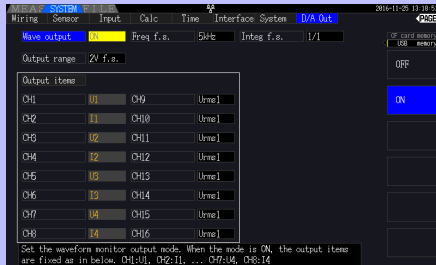 MEAS SYSTEM FILE 2016-11-25 13:18:5
Wiring Sensor Input Calc Time Interface System D/A Out PAGE
Wave output ON Freq f.s. 5kHz Integ f.s. 1/1
CF card memory
USB memory
Output range 2V f.s.
OFF
Output items
CH1 U1 CH9 Urms1
ON
CH2 I1 CH10 Urms1
CH3 U2 CH11 Urms1
CH4 I2 CH12 Urms1
CH5 U3 CH13 Urms1
CH6 I3 CH14 Urms1
CH7 U4 CH15 Urms1
CH8 I4 CH16 Urms1
Set the waveform monitor output mode. When the mode is ON, the output items
are fixed as in below. CH1:U1, CH2:I1, ... CH7:U4, CH8:I4